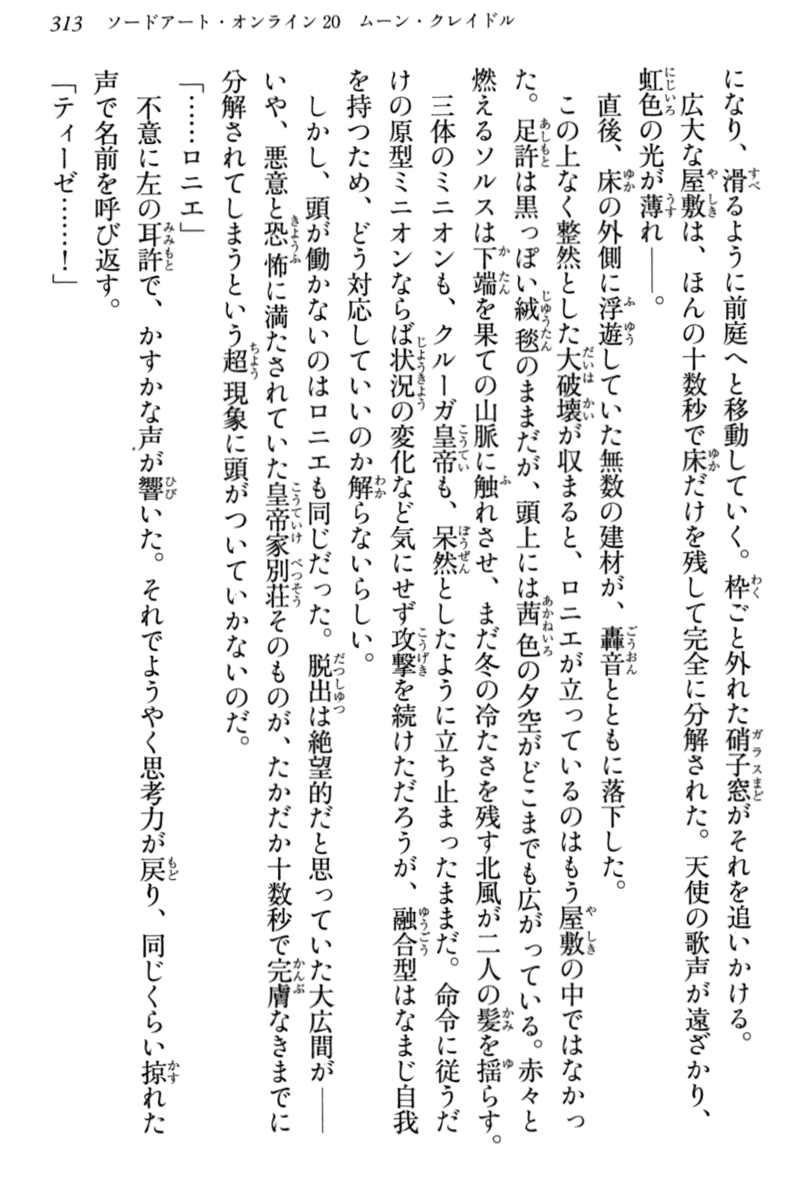 313 ソードアート・オンライン20 ムーン・クレイドル
になり、滑るように前庭へと移動していく。枠ごと外れた硝子窓がそれを追いかける。
広大な屋敷は、ほんの十数秒で床だけを残して完全に分解された。天使の歌声が遠ざかり、
虹色の光が薄れ――。
直後、床の外側に浮遊していた無数の建材が、轟音とともに落下した。
この上なく整然とした大破壊が収まると、ロニエが立っているのはもう屋敷の中ではなかっ
た。足許は黒っぽい絨毯のままだが、頭上には茜色の夕空がどこまでも広がっている。赤々と
燃えるソルスは下端を果ての山脈に触れさせ、まだ冬の冷たさを残す北風が二人の髪を揺らす。
三体のミニオンも、クルーガ皇帝も、呆然としたように立ち止まったままだ。命令に従うだ
けの原型ミニオンならば状況の変化など気にせず攻撃を続けただろうが、融合型はなまじ自我
を持つため、どう対応していいのか解らないらしい。
しかし、頭が働かないのはロニエも同じだった。脱出は絶望的だと思っていた大広間が――
いや、悪意と恐怖に満たされていた皇帝家別荘そのものが、たかだか十数秒で完膚なきまでに
分解されてしまうという超現象に頭がついていかないのだ。
「……ロニエ」
不意に左の耳許で、かすかな声が響いた。それでようやく思考力が戻り、同じくらい掠れた
声で名前を呼び返す。
「ティーゼ……！」